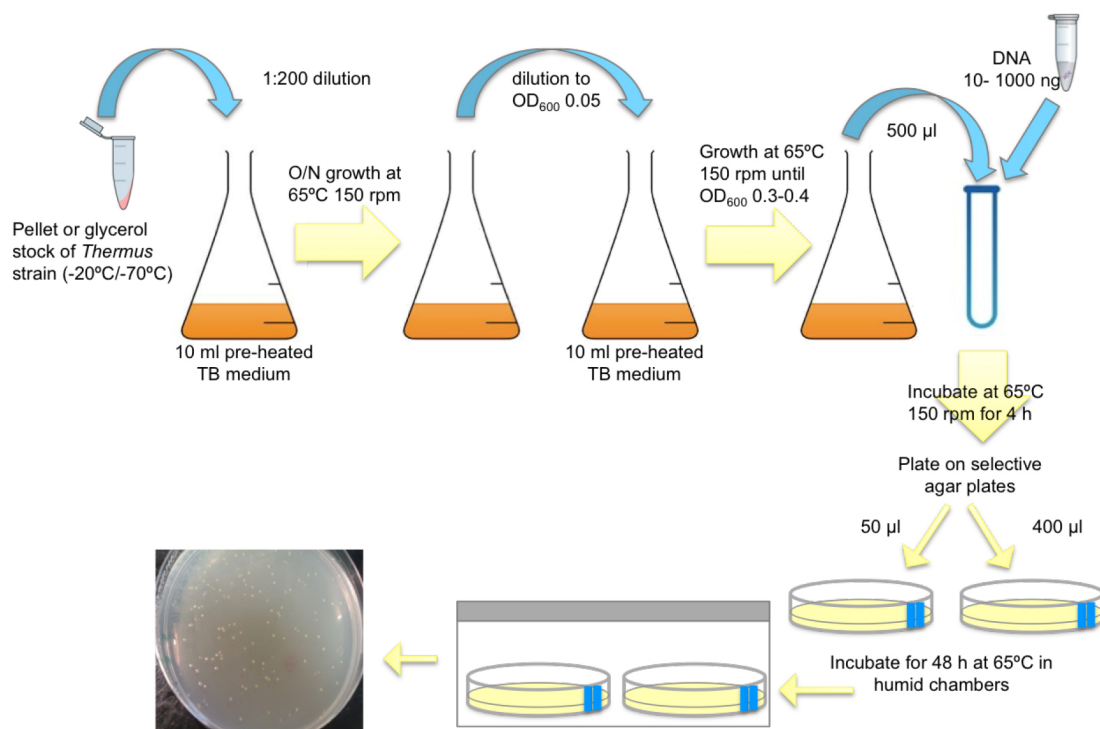 1:200 dilution
Pellet or glycerol
stock of Thermus
strain (-20ºC/-70ºC)
10 ml pre-heated
TB medium
O/N growth at
65ºC 150 rpm
dilution to
OD600 0.05
10 ml pre-heated
TB medium
Growth at 65ºC
150 rpm until
OD600 0.3-0.4
500 µl
DNA
10- 1000 ng
Incubate at 65ºC
150 rpm for 4 h
Plate on selective
agar plates
50 µl
400 µl
Incubate for 48 h at 65ºC in
humid chambers